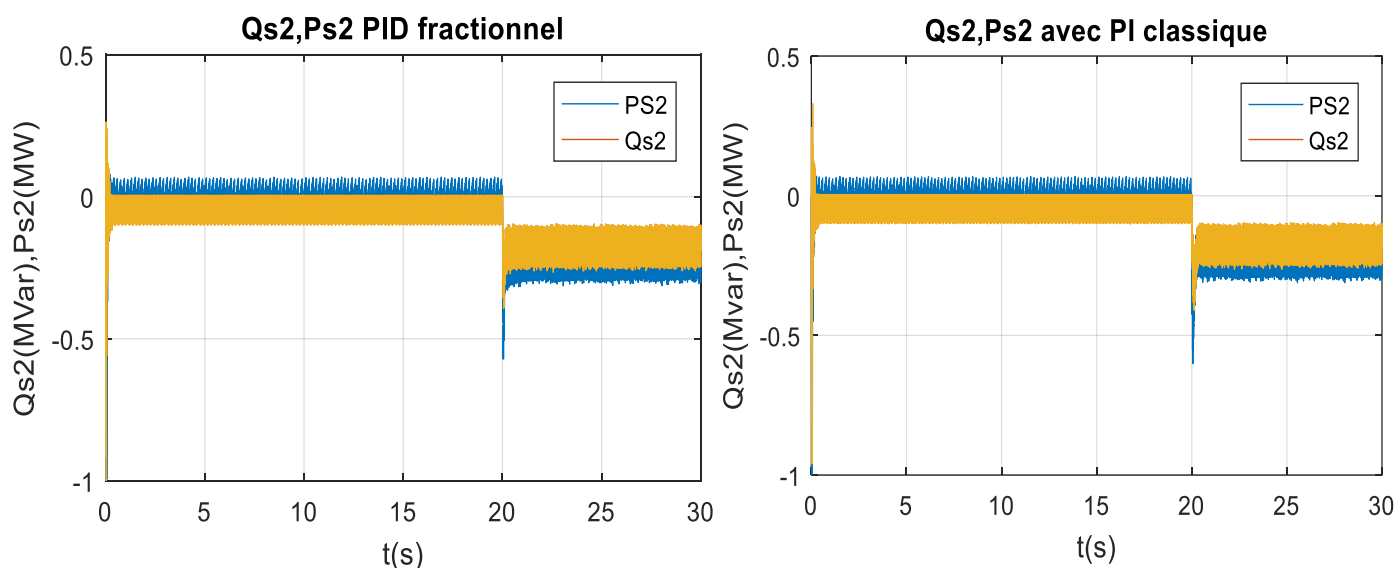 Qs2,Ps2 PID fractionnel
Qs2(MVar),Ps2(MW)
0.5
0
-0.5
-1
PS2
Qs2
0
5
10
15
20
25
30
t(s)
Qs2,Ps2 avec PI classique
Qs2(Mvar),Ps2(MW)
0.5
0
-0.5
-1
PS2
Qs2
0
5
10
15
20
25
30
t(s)